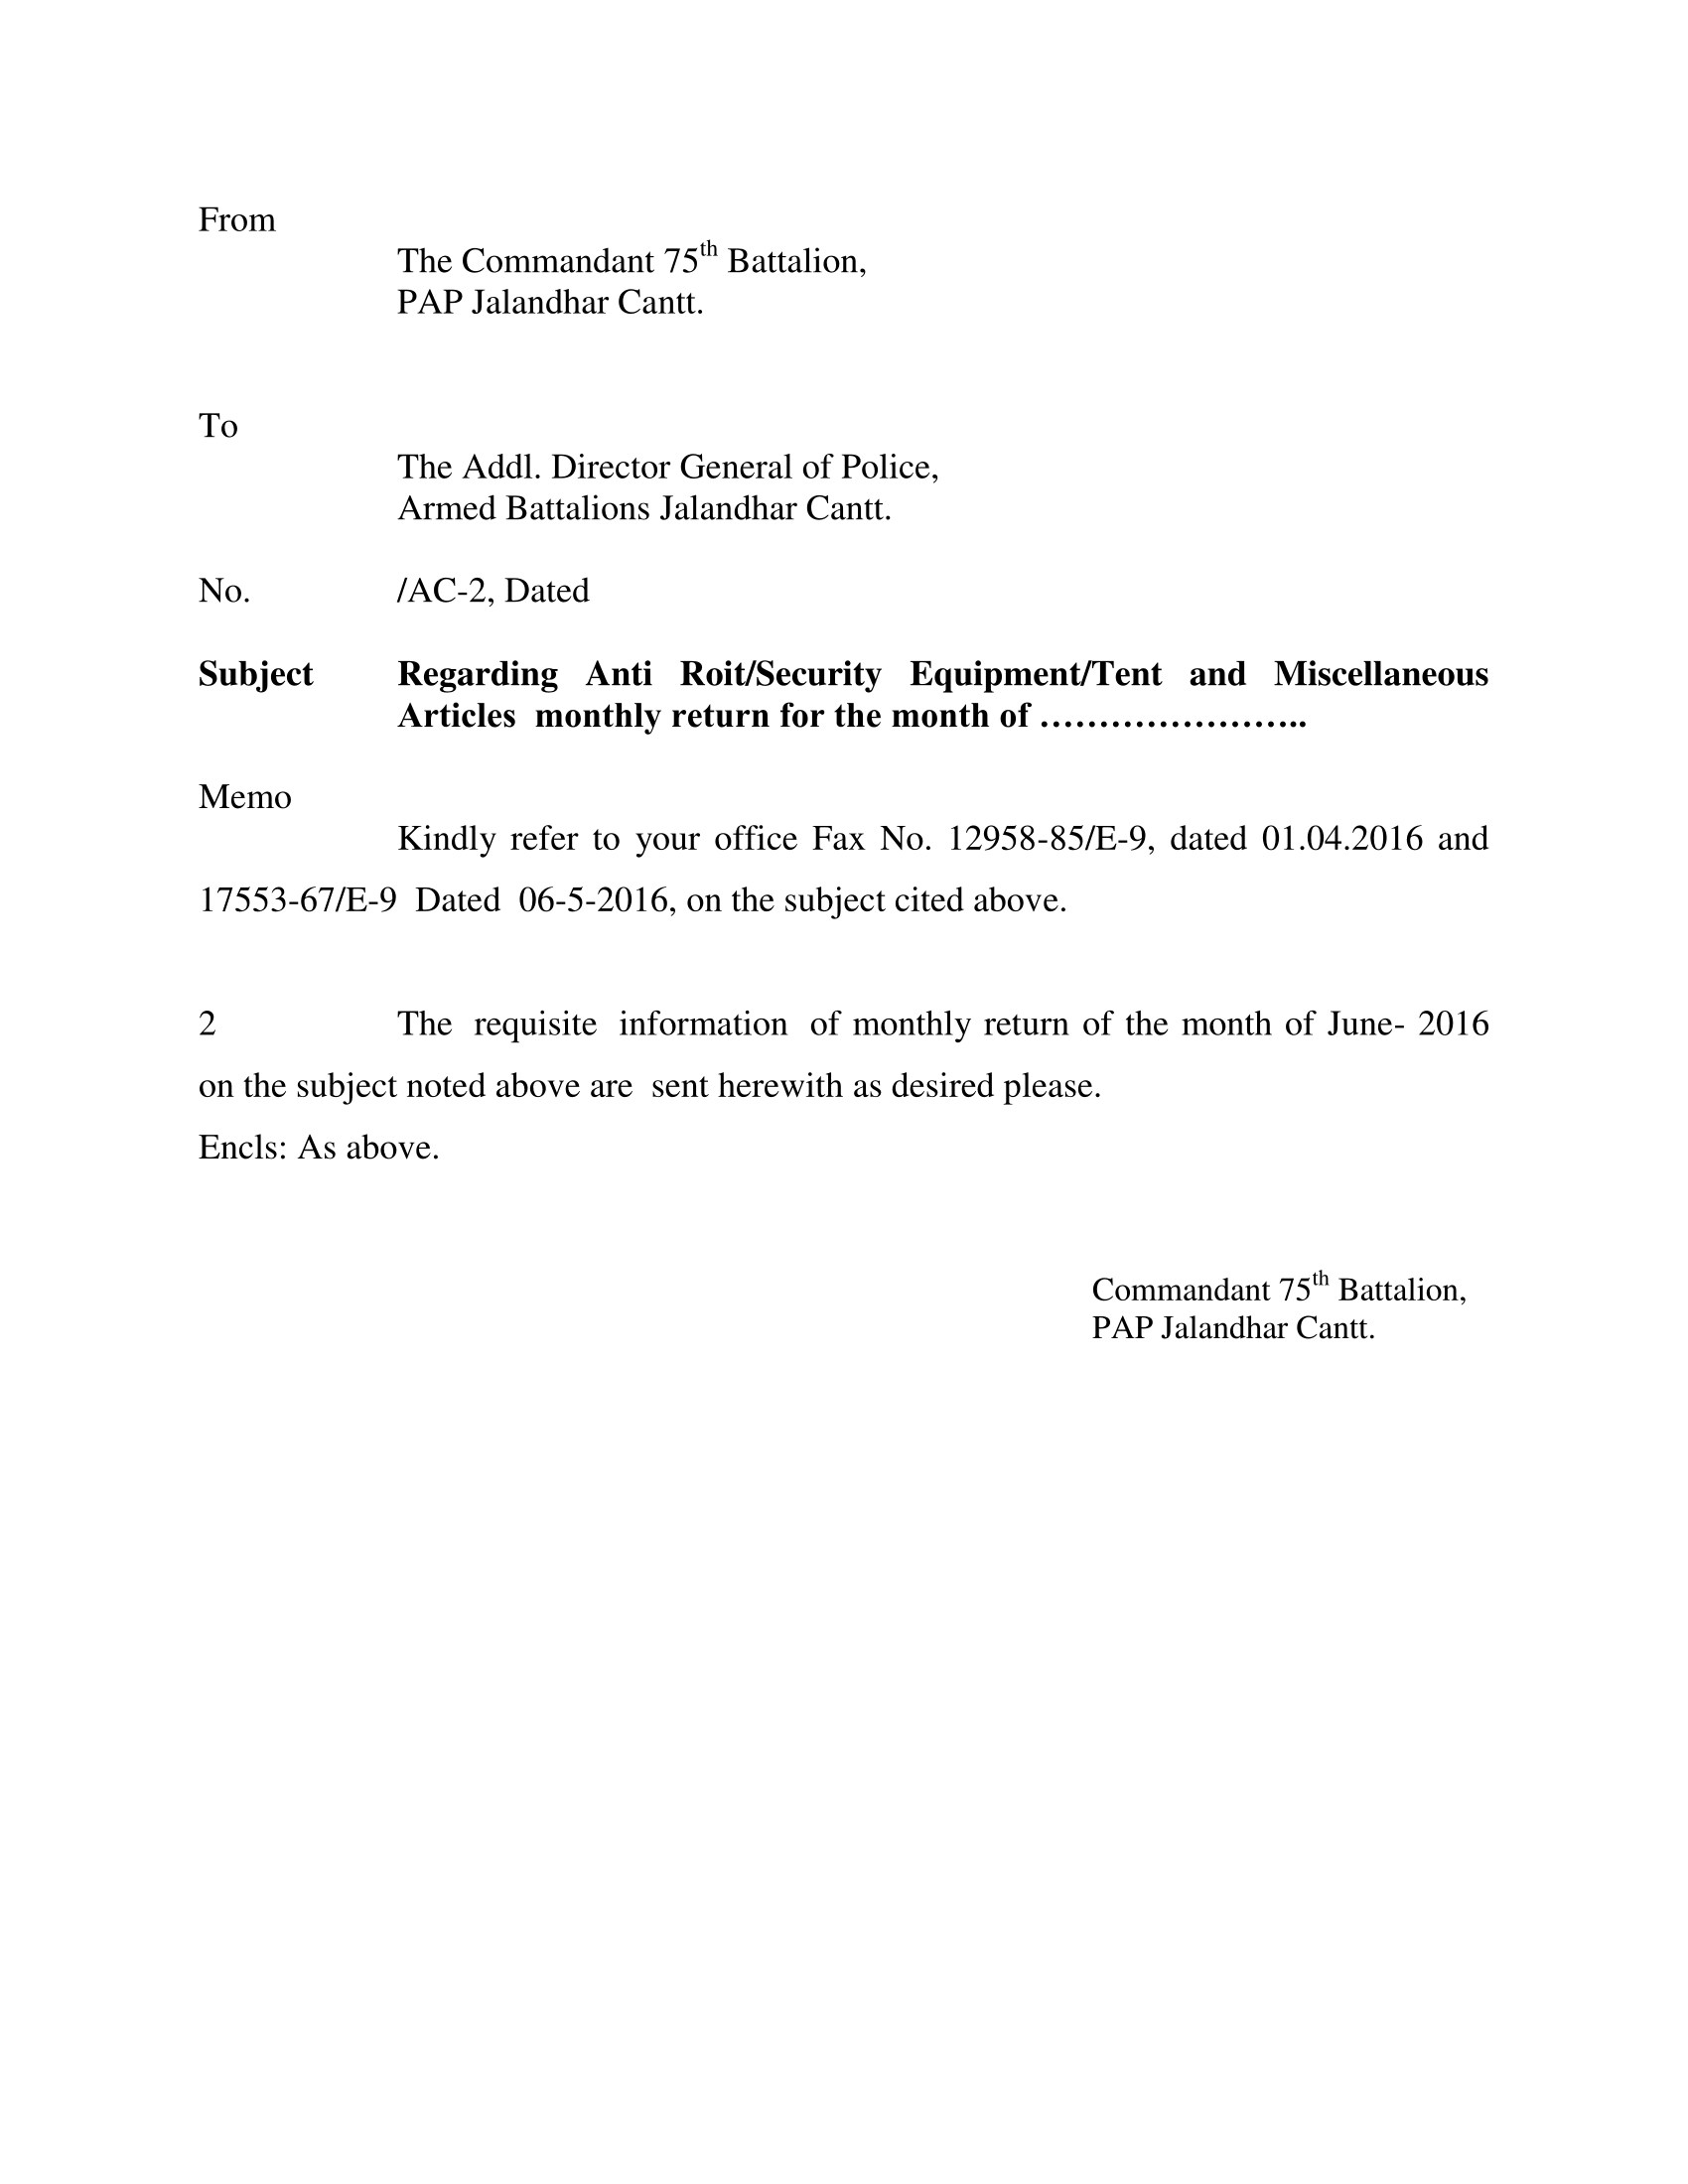 From
The Commandant 75th Battalion,
PAP Jalandhar Cantt.
To
The Addl. Director General of Police,
Armed Battalions Jalandhar Cantt.
No. /AC-2, Dated
Subject Regarding Anti Roit/Security Equipment/Tent and Miscellaneous
Articles monthly return for the month of …………………..
Memo
Kindly refer to your office Fax No. 12958-85/E-9, dated 01.04.2016 and
17553-67/E-9 Dated 06-5-2016, on the subject cited above.
2 The requisite information of monthly return of the month of June- 2016
on the subject noted above are sent herewith as desired please.
Encls: As above.
Commandant 75th Battalion,
PAP Jalandhar Cantt.